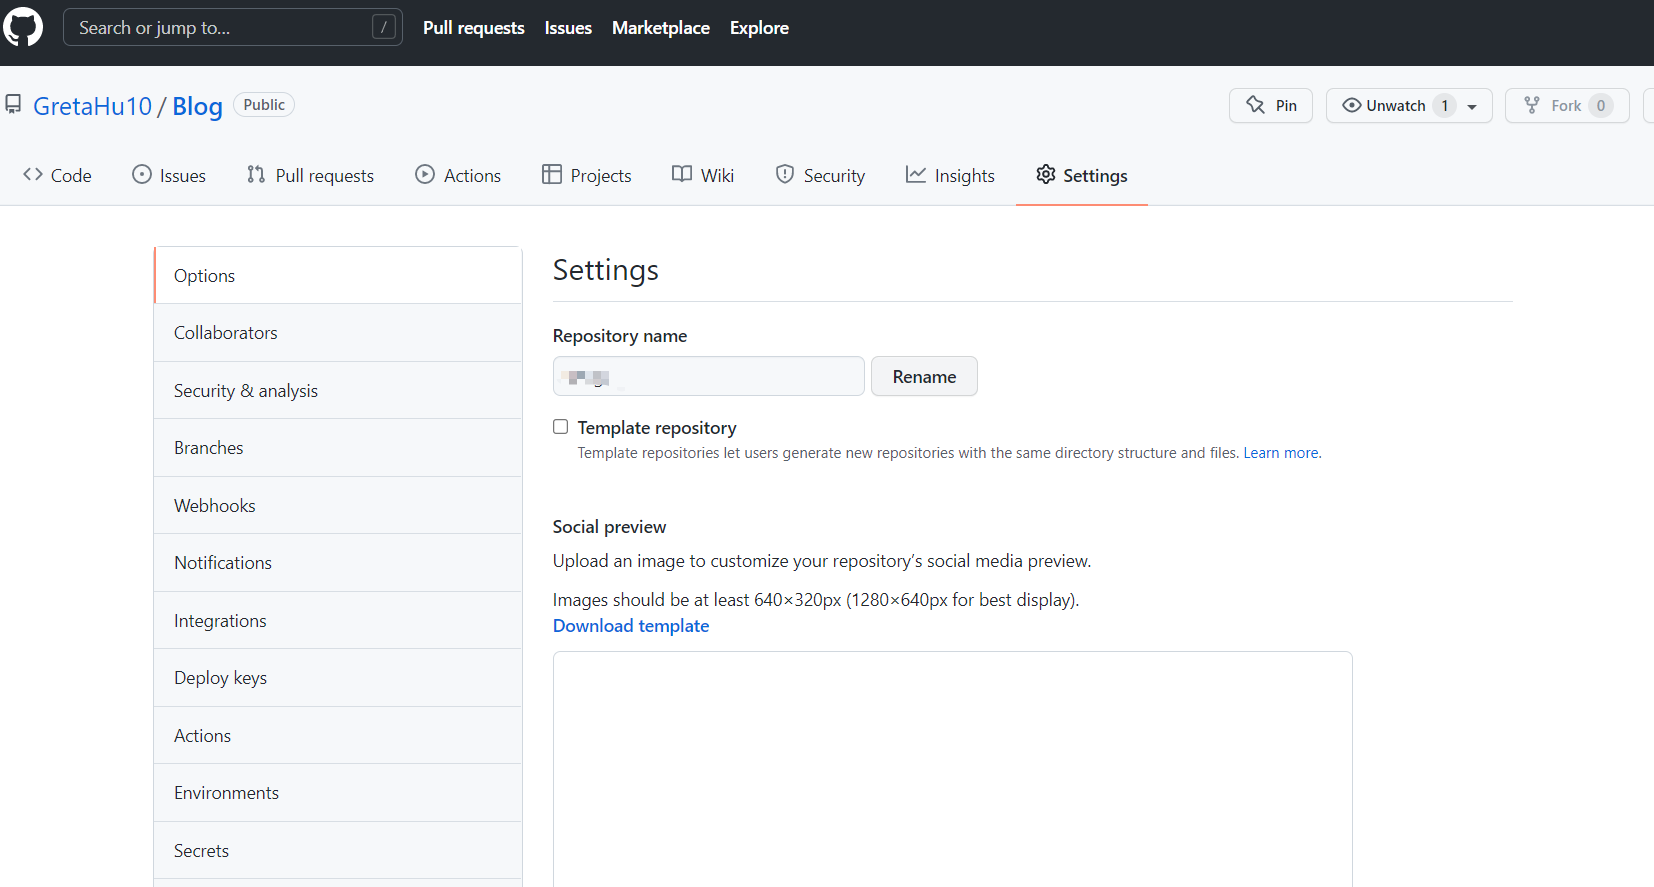 Search or jump to... / Pull requests Issues Marketplace Explore
GretaHu10 / Blog Public Pin Unwatch 1 Fork 0
Code Issues Pull requests Actions Projects Wiki Security Insights Settings
Options
Collaborators
Security & analysis
Branches
Webhooks
Notifications
Integrations
Deploy keys
Actions
Environments
Secrets
Settings
Repository name
Rename
Template repository
Template repositories let users generate new repositories with the same directory structure and files. Learn more.
Social preview
Upload an image to customize your repository’s social media preview.
Images should be at least 640×320px (1280×640px for best display).
Download template